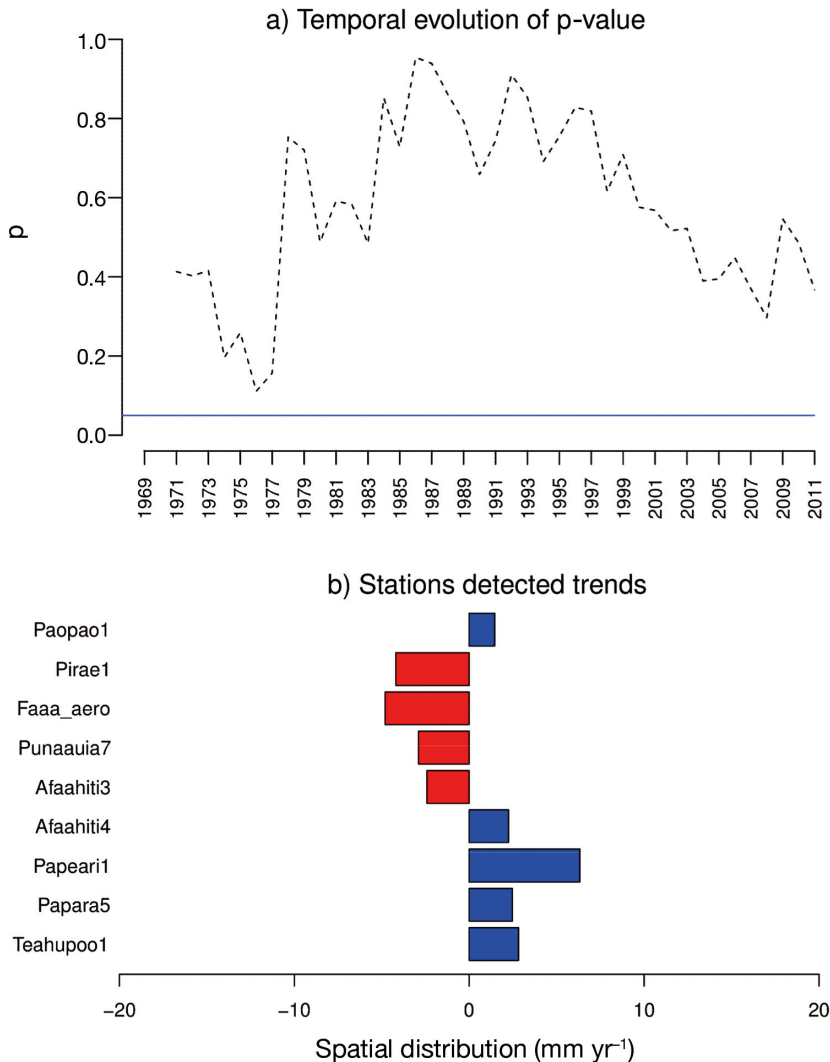 a) Temporal evolution of p-value
1.0
0.8
0.6
0.4
0.2
0.0
p
1969 1971 1973 1975 1977 1979 1981 1983 1985 1987 1989 1991 1993 1995 1997 1999 2001 2003 2005 2007 2009 2011
b) Stations detected trends
Paopao1
Pirae1
Faaa_aero
Punaauia7
Afaahiti3
Afaahiti4
Papeari1
Papara5
Teahupoo1
−20 −10 0 10 20
Spatial distribution (mm yr⁻¹)